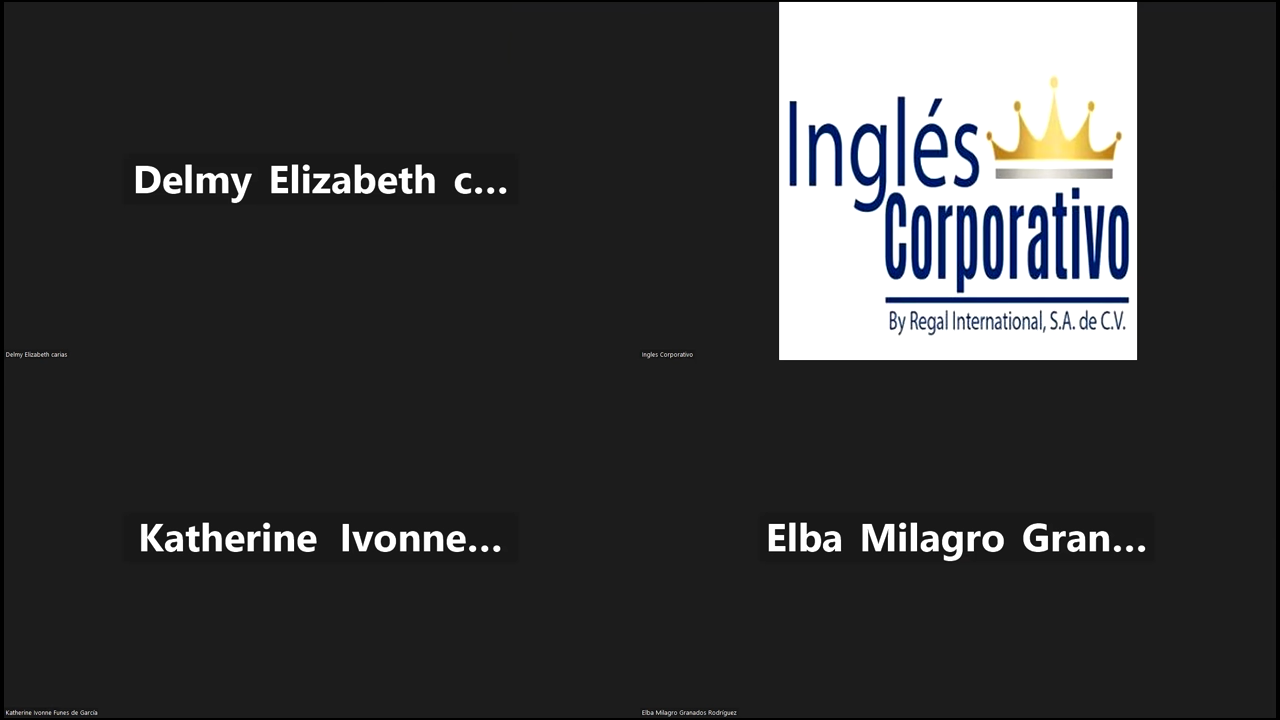 Delmy Elizabeth c...
Delmy Elizabeth carias
Inglés
Corporativo
By Regal International, S.A. de C.V.
Ingles Corporativo
Katherine Ivonne...
Katherine Ivonne Funes de García
Elba Milagro Gran...
Elba Milagro Granados Rodriguez